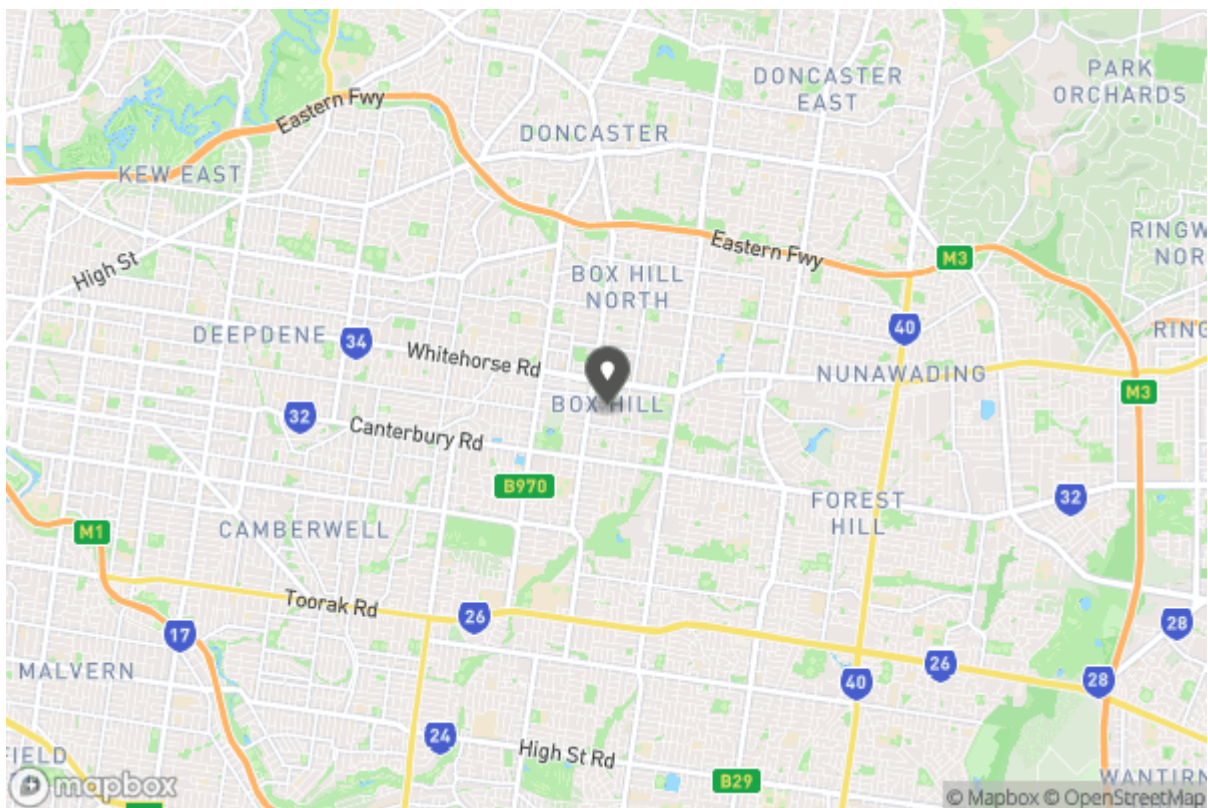 DONCASTER
EAST
PARK
ORCHARDS
Eastern Fwy
DONCASTER
KEW EAST
RINGW
NOR
High St
Eastern Fwy
M3
BOX HILL
NORTH
DEEPDENE
34
40
RING
Whitehorse Rd
NUNAWADING
M3
BOX HILL
32
Canterbury Rd
B970
FOREST
HILL
32
CAMBERWELL
M1
Toorak Rd
26
28
17
MALVERN
26
40
28
24
High St Rd
FIELD
B29
WANTIRN
mapbox
© Mapbox © OpenStreetMap